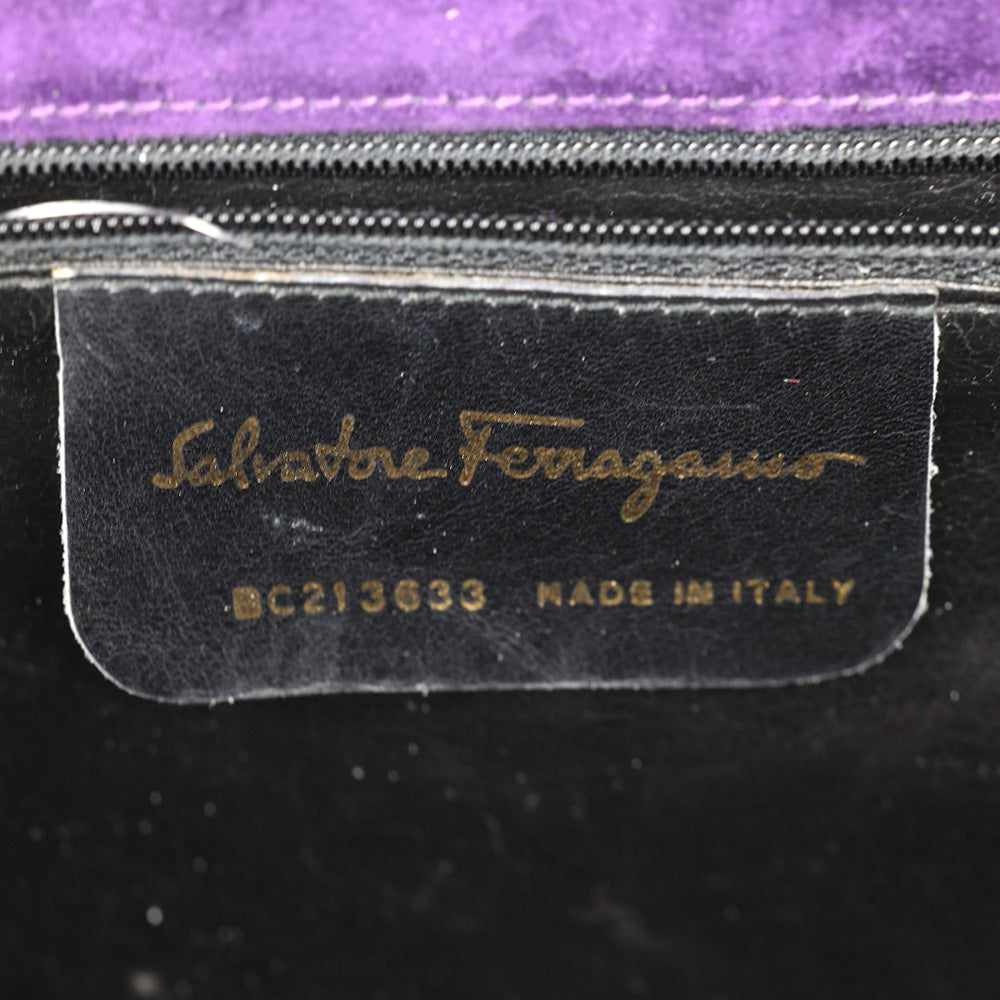 Salvatore Ferragamo
BC213633 MADE IN ITALY